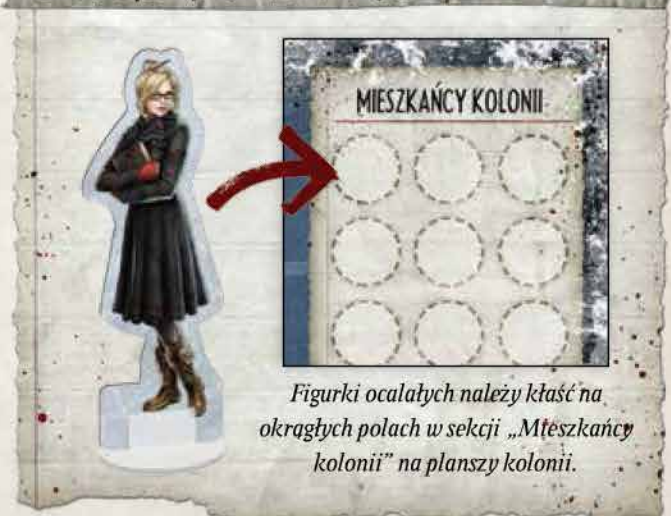 MIESZKAŃCY KOLONII
Figurki ocalałych należy kłaść na
okrągłych polach w sekcji „Mieszkańcy
kolonii” na planszy kolonii.